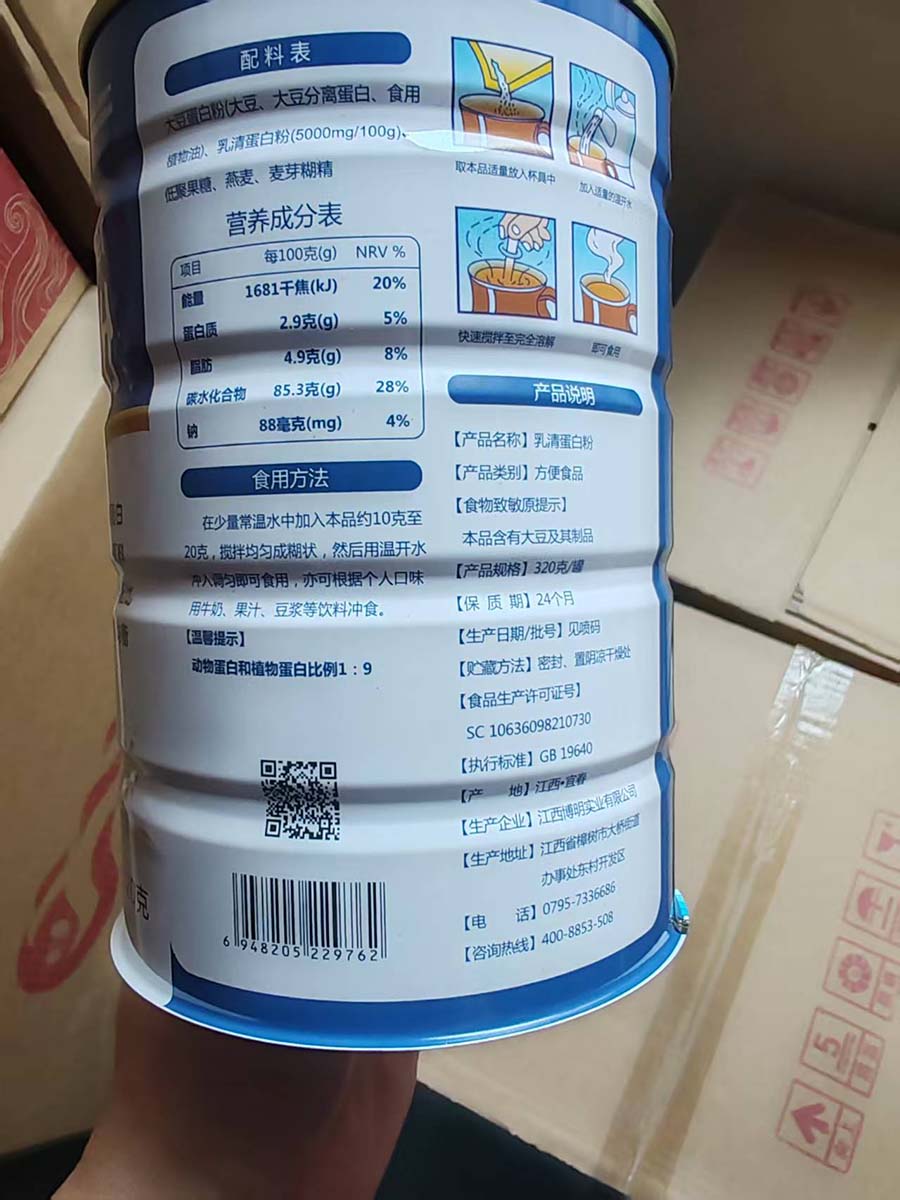 配料表
大豆蛋白粉(大豆、大豆分离蛋白、食用
植物油)、乳清蛋白粉(5000mg/100g)、
低聚果糖、燕麦、麦芽糊精
营养成分表
项目 每100克(g) NRV %
能量 1681千焦(kJ) 20%
蛋白质 2.9克(g) 5%
脂肪 4.9克(g) 8%
碳水化合物 85.3克(g) 28%
钠 88毫克(mg) 4%
食用方法
在少量常温水中加入本品约10克至
20克，搅拌均匀成糊状，然后用温开水
冲入调匀即可食用，亦可根据个人口味
用牛奶、果汁、豆浆等饮料冲食。
【温馨提示】
动物蛋白和植物蛋白比例1：9
6 948205 229762
取本品适量放入杯具中
加入适量的温开水
快速搅拌至完全溶解
即可食用
产品说明
【产品名称】乳清蛋白粉
【产品类别】方便食品
【食物致敏原提示】
本品含有大豆及其制品
【产品规格】320克/罐
【保 质 期】24个月
【生产日期/批号】见喷码
【贮藏方法】密封、置阴凉干燥处
【食品生产许可证号】
SC 10636098210730
【执行标准】GB 19640
【产 地】江西•宜春
【生产企业】江西博明实业有限公司
【生产地址】江西省樟树市大桥街道
办事处东村开发区
【电 话】0795-7336686
【咨询热线】400-8853-508
克
5